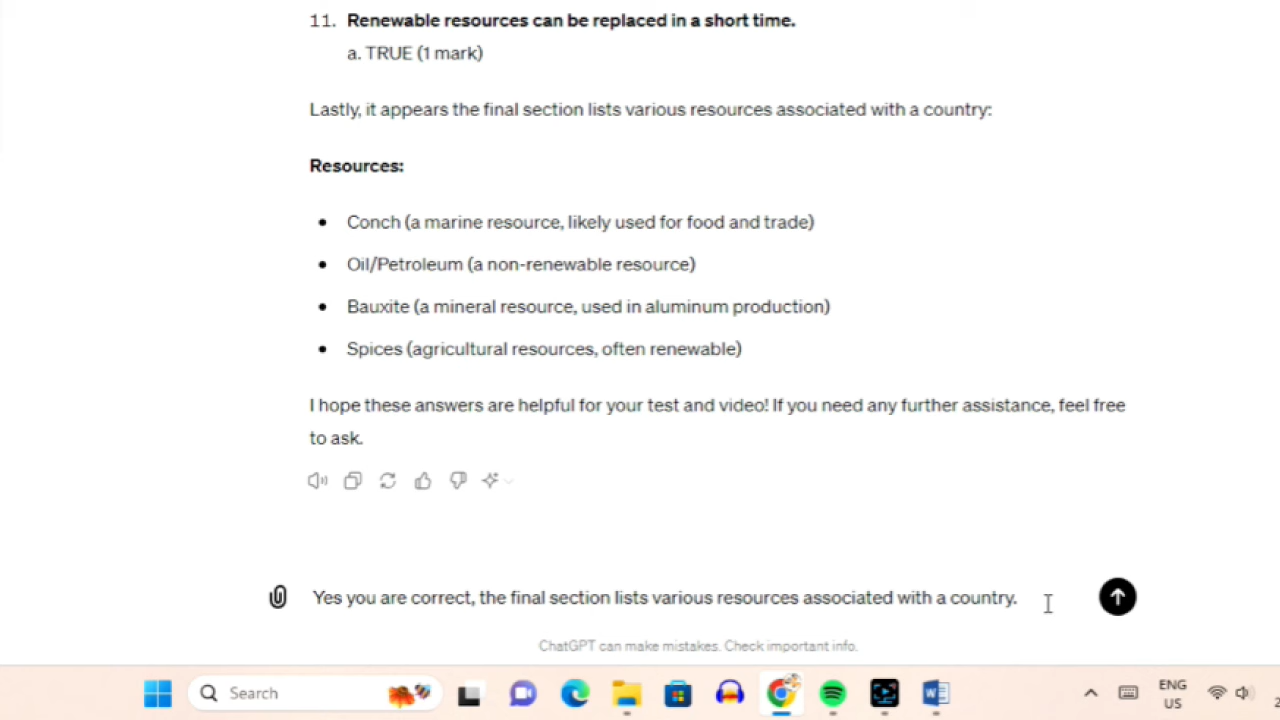 11. Renewable resources can be replaced in a short time.
a. TRUE (1 mark)
Lastly, it appears the final section lists various resources associated with a country:
Resources:
• Conch (a marine resource, likely used for food and trade)
• Oil/Petroleum (a non-renewable resource)
• Bauxite (a mineral resource, used in aluminum production)
• Spices (agricultural resources, often renewable)
I hope these answers are helpful for your test and video! If you need any further assistance, feel free
to ask.
Yes you are correct, the final section lists various resources associated with a country.
ChatGPT can make mistakes. Check important info.
Search
ENG
US